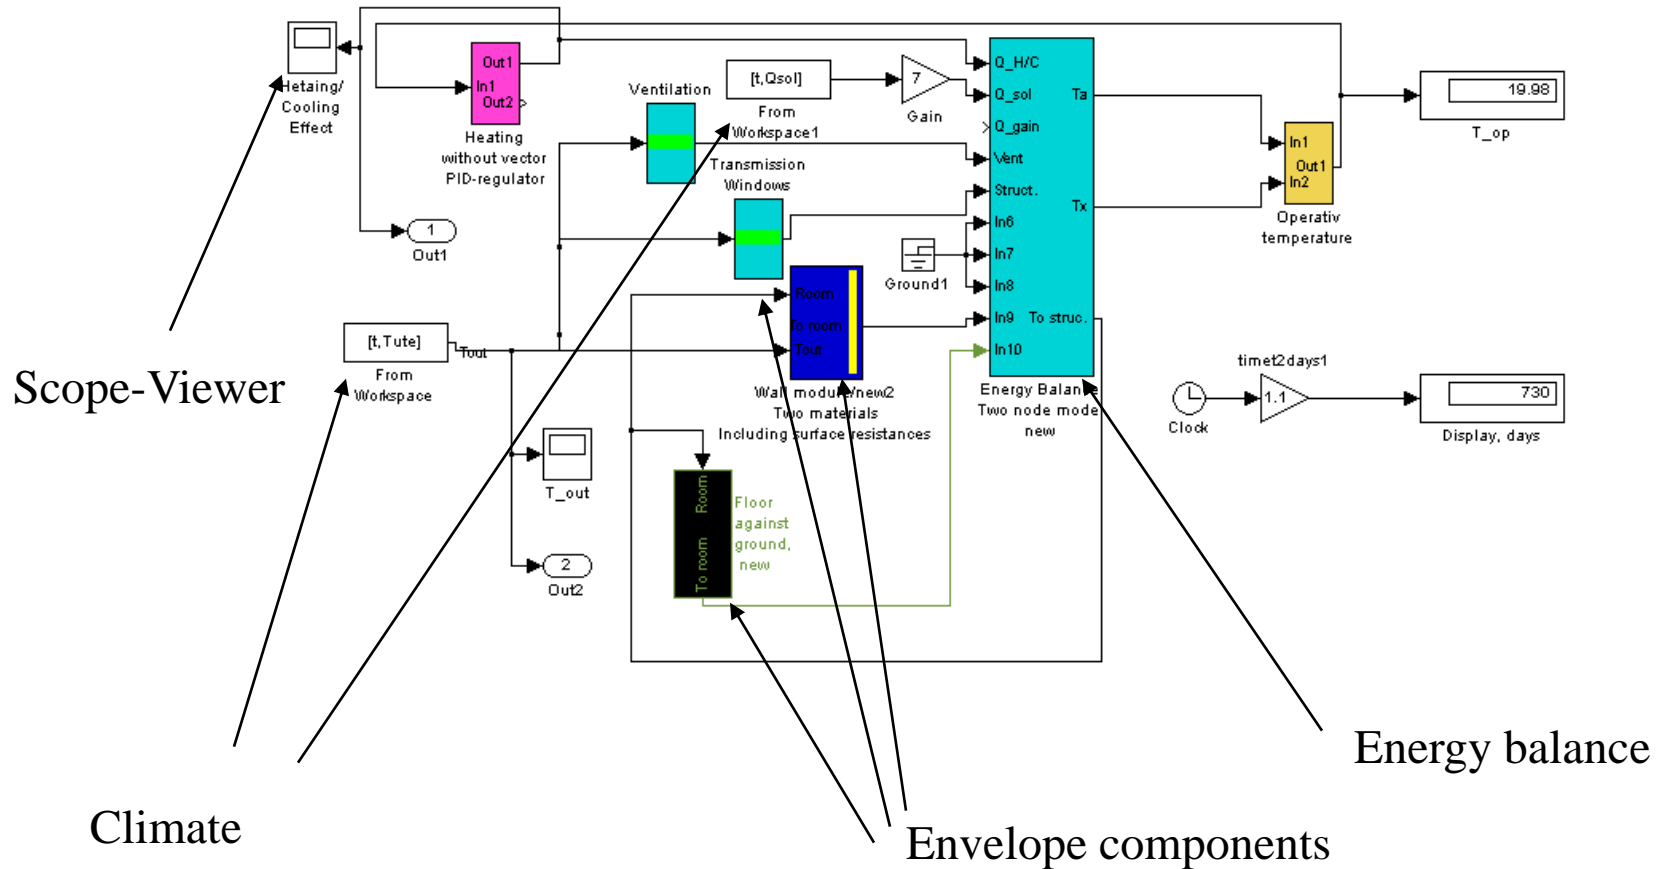 Hetaing/
Cooling
Effect
Out1
In1
Out2
Heating
without vector
PID-regulator
1
Out1
Ventilation
[t,Qsol]
From
Workspace1
7
Gain
Transmission
Windows
Q_H/C
Q_sol
Q_gain
Vent
Struct.
In6
In7
In8
In9
In10
Ta
Tx
To struc.
Energy Balance
Two node mode
new
Ground1
In1
Out1
In2
Operativ
temperature
19.98
T_op
[t,Tute]
Tout
From
Workspace
Room
To room
Tout
Wall module/new2
Two materials
Including surface resistances
timet2days1
1.1
Clock
730
Display, days
T_out
2
Out2
Room
To room
Floor
against
ground,
new
Scope-Viewer
Climate
Envelope components
Energy balance